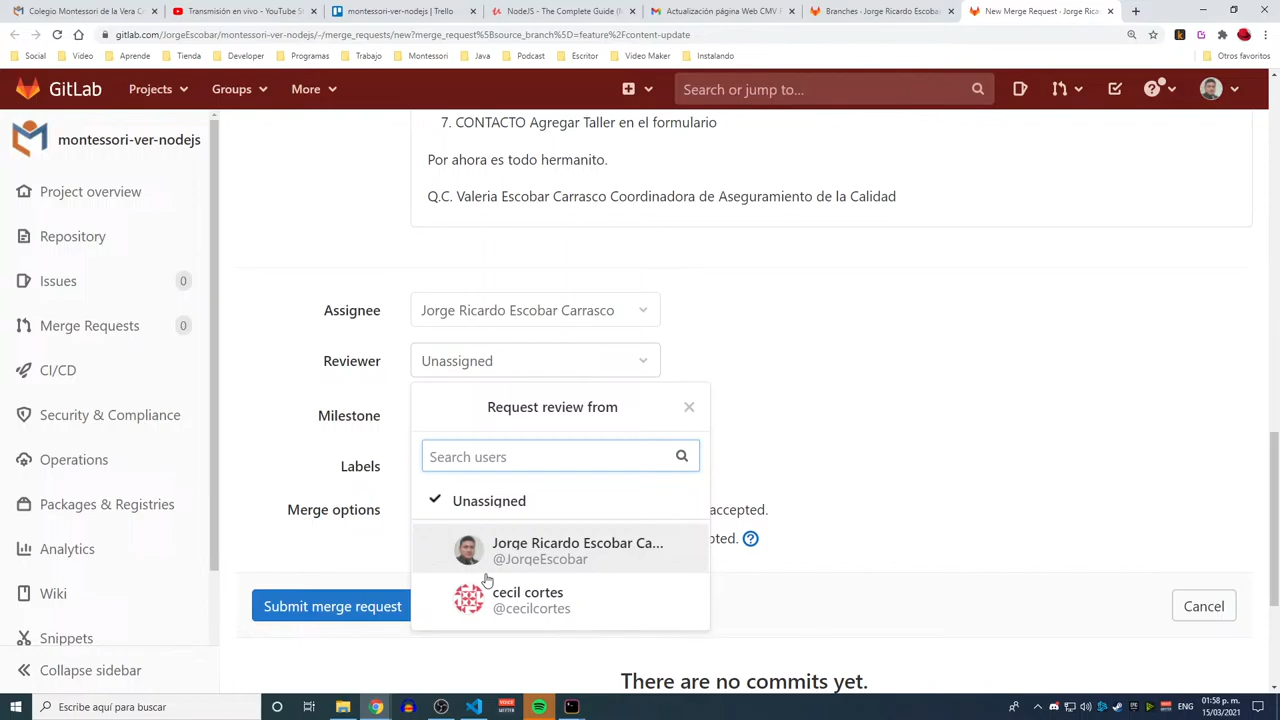 Colegio Montessori de la Vera C
Transmisión en vivo - YouTube S
montessori-ver-nodejs | Trello
NodeJS - The Complete Guide (M
Actualización página Web CMV F
Branches · Jorge Ricardo Escobar
New Merge Request · Jorge Ricar
gitlab.com/JorgeEscobar/montessori-ver-nodejs/-/merge_requests/new?merge_request%5Bsource_branch%5D=feature%2Fcontent-update
Social Video Aprende Tienda Developer Programas Trabajo Montessori Java Podcast Escritor Video Maker Instalando Otros favoritos
GitLab Projects Groups More Search or jump to...
montessori-ver-nodejs
Project overview
Repository
Issues 0
Merge Requests 0
CI/CD
Security & Compliance
Operations
Packages & Registries
Analytics
Wiki
Snippets
Collapse sidebar
7. CONTACTO Agregar Taller en el formulario
Por ahora es todo hermanito.
Q.C. Valeria Escobar Carrasco Coordinadora de Aseguramiento de la Calidad
Assignee Jorge Ricardo Escobar Carrasco
Reviewer Unassigned
Request review from
Milestone
Search users
Labels
Unassigned
Merge options accepted.
pted.
Jorge Ricardo Escobar Ca...
@JorgeEscobar
cecil cortes
@cecilcortes
Submit merge request Cancel
There are no commits yet.
Escribe aquí para buscar
ENG
01:58 p. m.
15/03/2021